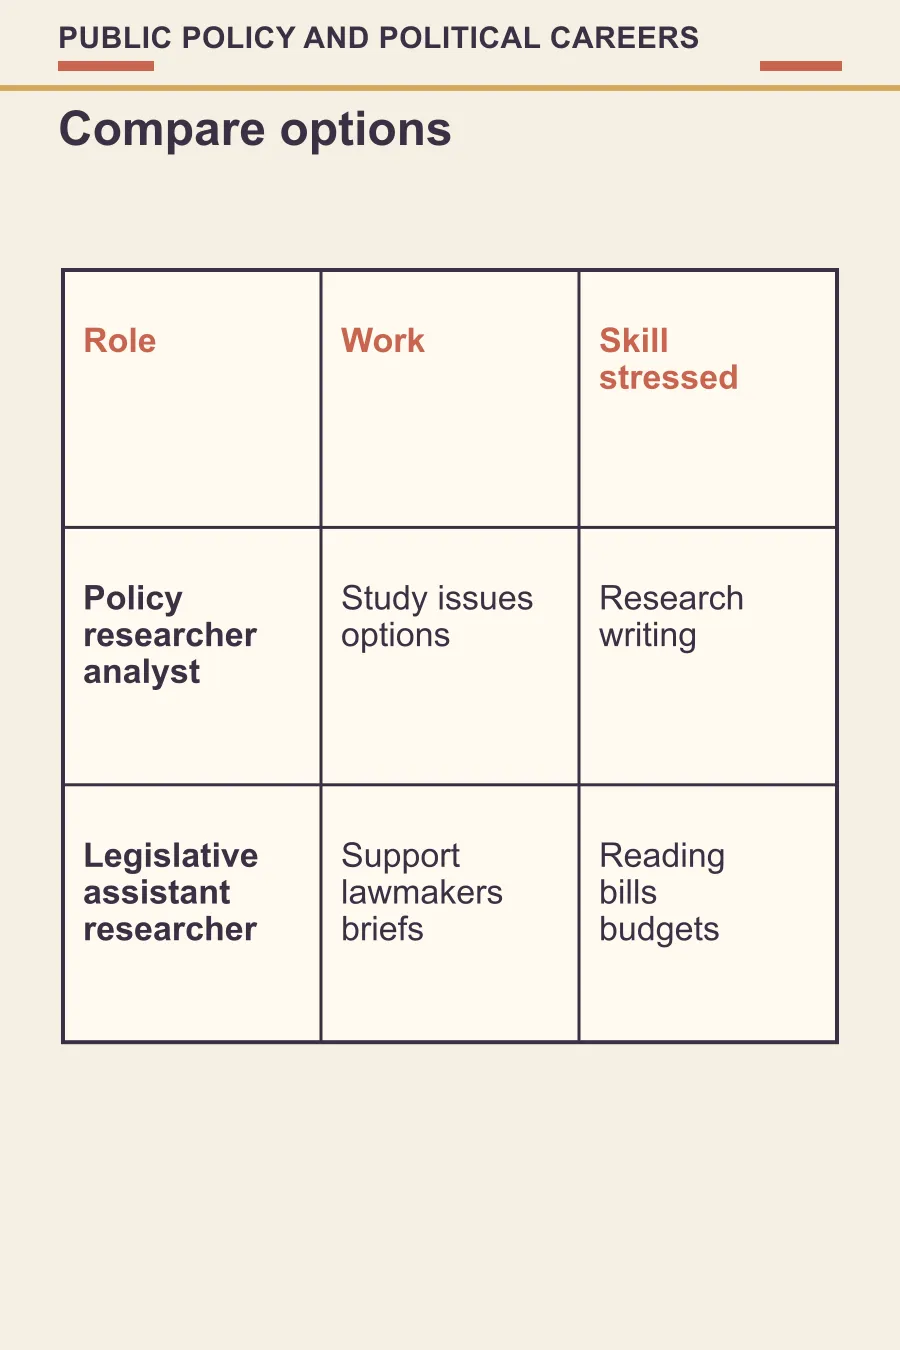 PUBLIC POLICY AND POLITICAL CAREERS
Compare options
Role
Work
Skill
stressed
Policy
researcher
analyst
Study issues
options
Research
writing
Legislative
assistant
researcher
Support
lawmakers
briefs
Reading
bills
budgets